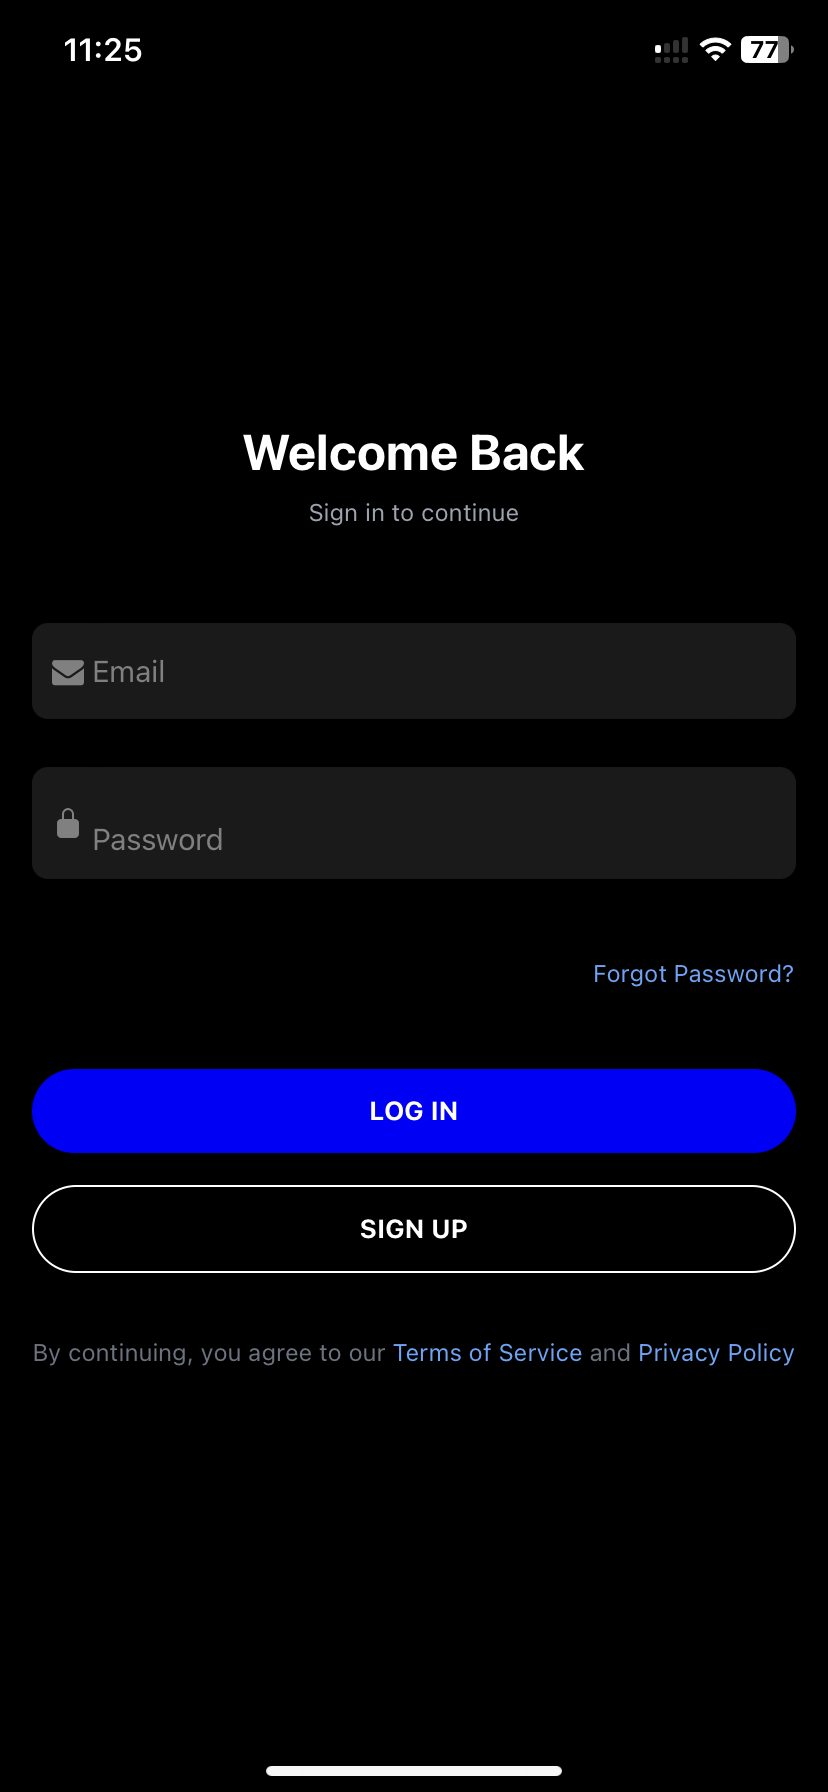 11:25
77
Welcome Back
Sign in to continue
Email
Password
Forgot Password?
LOG IN
SIGN UP
By continuing, you agree to our Terms of Service and Privacy Policy